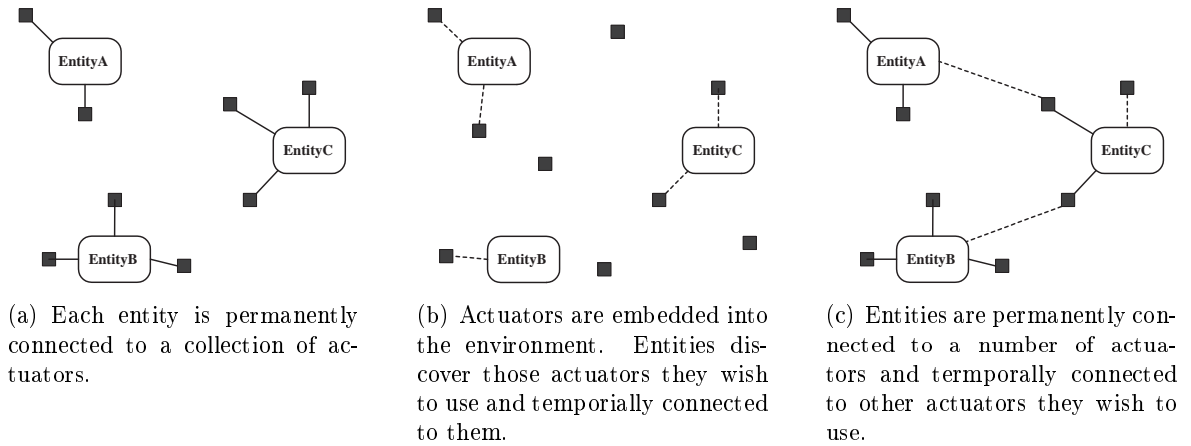 EntityA
EntityC
EntityB
(a) Each entity is permanently
connected to a collection of ac-
tuators.
EntityA
EntityC
EntityB
(b) Actuators are embedded into
the environment. Entities dis-
cover those actuators they wish
to use and temporially connected
to them.
EntityA
EntityC
EntityB
(c) Entities are permanently con-
nected to a number of actua-
tors and termporally connected
to other actuators they wish to
use.